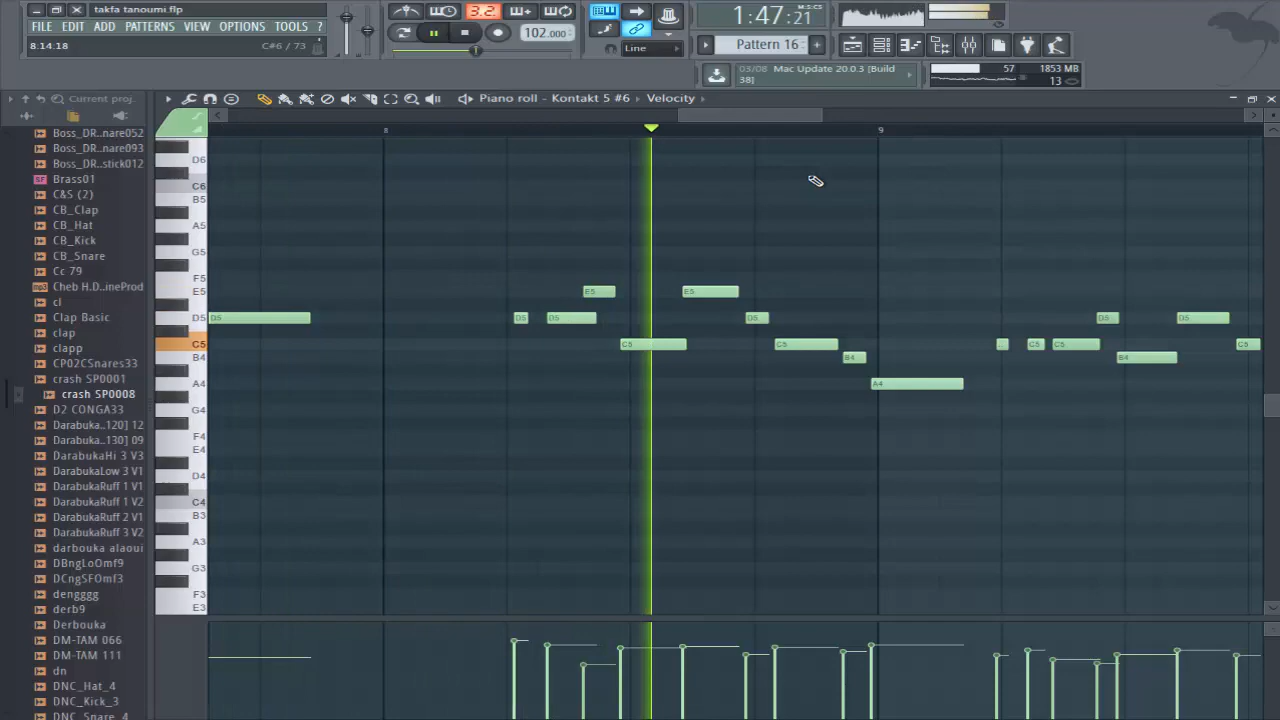 takfa tanoumi flp
FILE EDIT ADD PATTERNS VIEW OPTIONS TOOLS ?
8:14:18 C#6 / 73
3.2
102.000
Line
1:47:21
M:S:CS
Pattern 16
03/08 Mac Update 20.0.3 [Build 38]
57 1853 MB
13
Current proj.
Piano roll - Kontakt 5 #6 Velocity
8 9
Boss_DR..nare052
Boss_DR..nare093
Boss_DR..stick012
Brass01
C&S (2)
CB_Clap
CB_Hat
CB_Kick
CB_Snare
Cc 79
Cheb H.D..ineProd
cl
Clap Basic
clap
clapp
CP02CSnares33
crash SP0001
crash SP0008
D2 CONGA33
Darabuka..120] 12
Darabuka..130] 09
DarabukaHi 3 V3
DarabukaLow 3 V1
DarabukaRuff 1 V1
DarabukaRuff 1 V2
DarabukaRuff 2 V1
DarabukaRuff 3 V2
darbouka alaoui
DBngLoOmf9
DCngSFOmf3
dengggg
derb9
Derbouka
DM-TAM 066
DM-TAM 111
dn
DNC_Hat_4
DNC_Kick_3
DNC_Snare_4
D6
C6
B5
A5
G5
F5
E5 E5 E5
D5 D5 D5 D5 D5 D5 D5
C5 C5 C5 C5 C5 C5
B4 B4 B4
A4 A4
G4
F4
E4
D4
C4
B3
A3
G3
F3
E3